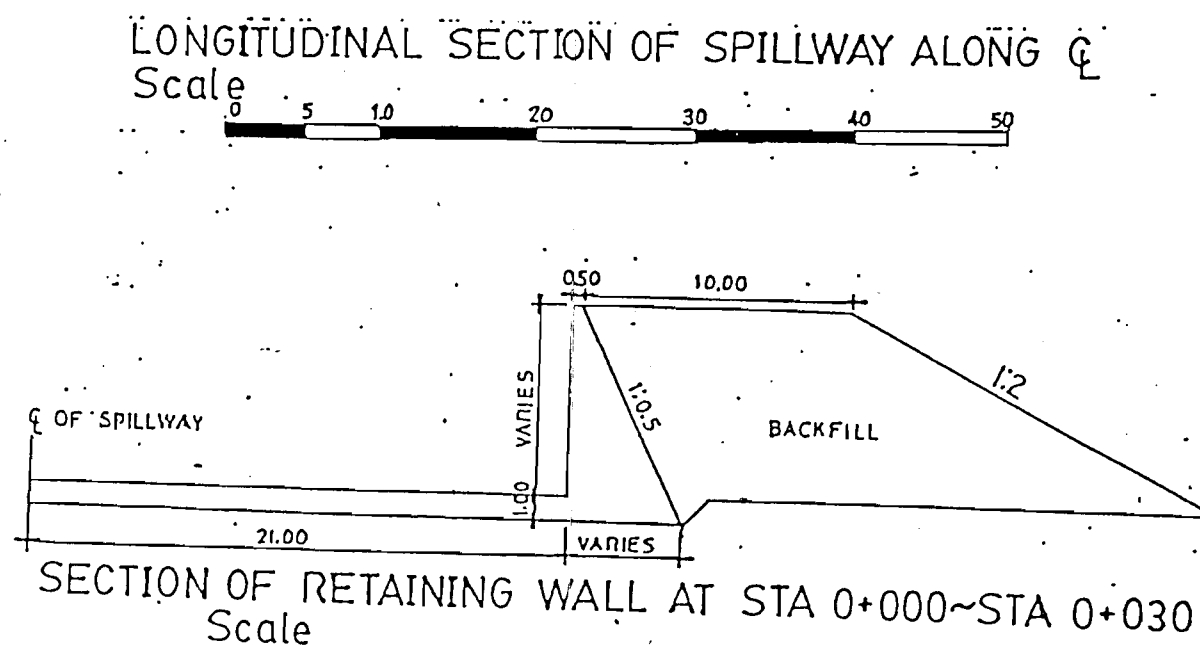 LONGITUDINAL SECTION OF SPILLWAY ALONG ℄
Scale
0 5 10 20 30 40 50
0.50 10.00
VARIES
1:0.5
1:2
℄ OF SPILLWAY
BACKFILL
1.00
21.00
VARIES
SECTION OF RETAINING WALL AT STA 0+000~STA 0+030
Scale